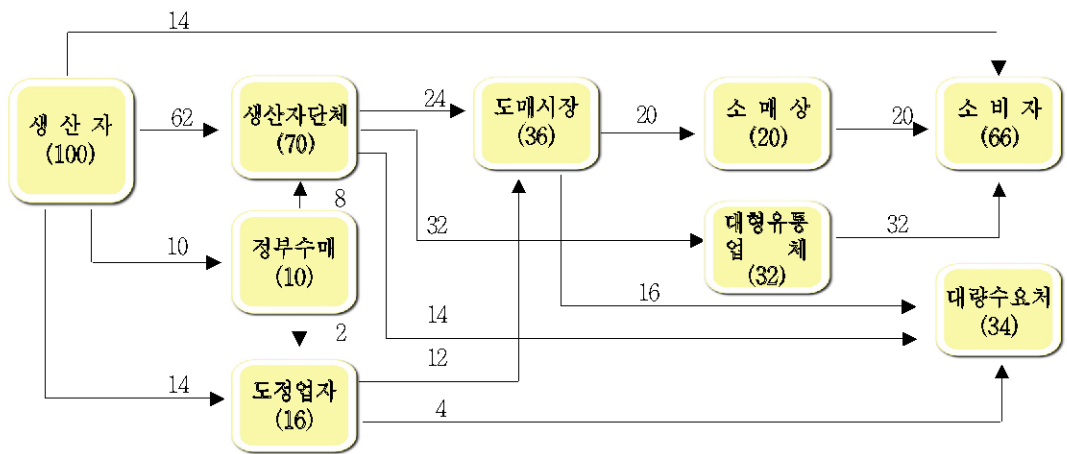 14
생 산 자
(100)
62
생산자단체
(70)
24
도매시장
(36)
20
소 매 상
(20)
20
소 비 자
(66)
8
32
10
정부수매
(10)
대형유통
업 체
(32)
32
16
14
대량수요처
(34)
2
12
14
도정업자
(16)
4